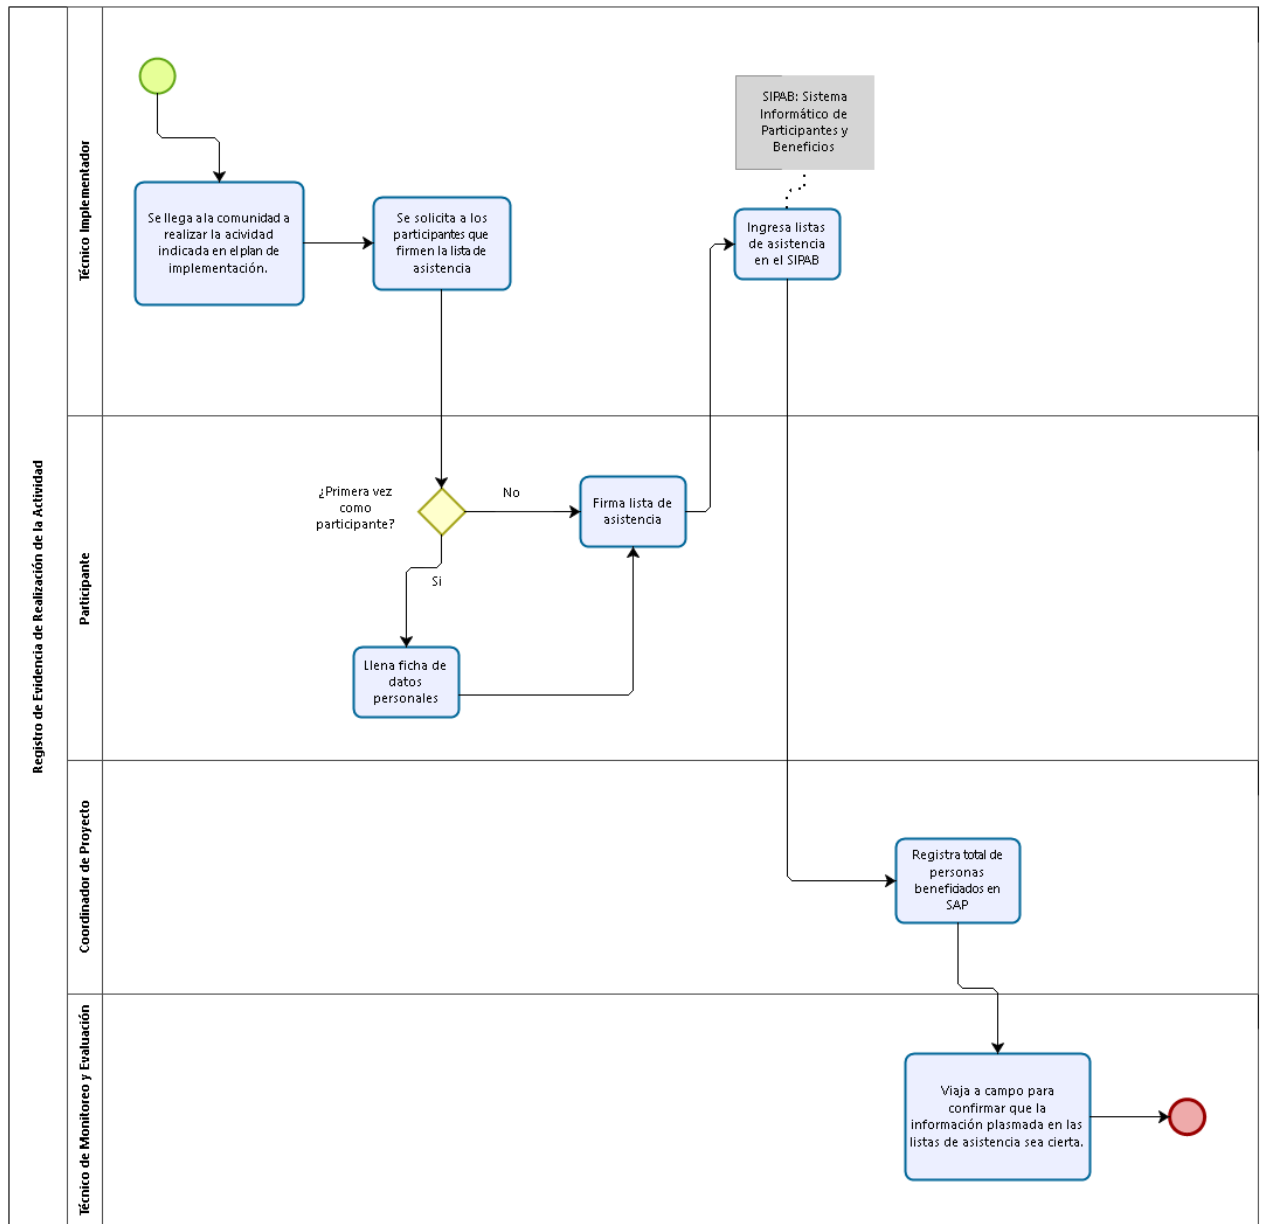 Registro de Evidencia de Realización de la Actividad
Técnico Implementador
Se llega a la comunidad a
realizar la acividad
indicada en el plan de
implementación.
Se solicita a los
participantes que
firmen la lista de
asistencia
SIPAB: Sistema
Informático de
Participantes y
Beneficios
Ingresa listas
de asistencia
en el SIPAB
Participante
¿Primera vez
como
participante?
No
Si
Firma lista de
asistencia
Llena ficha de
datos
personales
Coordinador de Proyecto
Registra total de
personas
beneficiados en
SAP
Técnico de Monitoreo y Evaluación
Viaja a campo para
confirmar que la
información plasmada en las
listas de asistencia sea cierta.